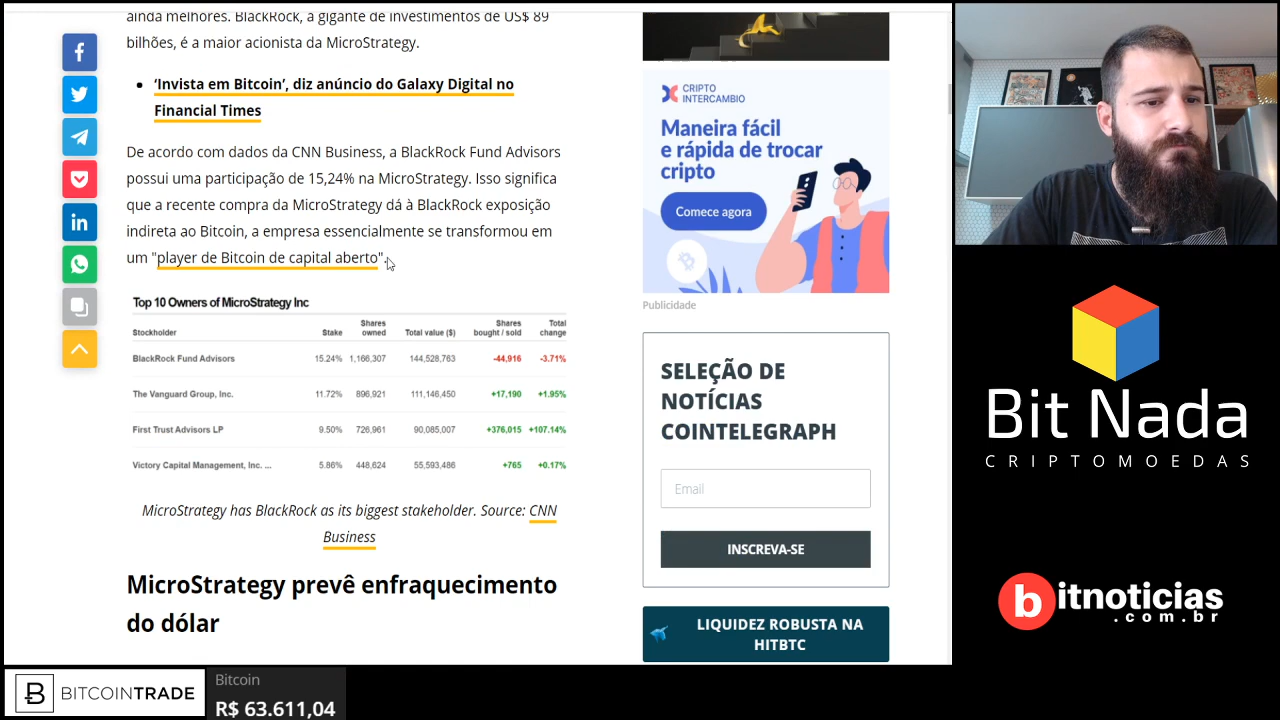 ainda melhores. BlackRock, a gigante de investimentos de US$ 89
bilhões, é a maior acionista da MicroStrategy.
‘Invista em Bitcoin’, diz anúncio do Galaxy Digital no
Financial Times
De acordo com dados da CNN Business, a BlackRock Fund Advisors
possui uma participação de 15,24% na MicroStrategy. Isso significa
que a recente compra da MicroStrategy dá à BlackRock exposição
indireta ao Bitcoin, a empresa essencialmente se transformou em
um "player de Bitcoin de capital aberto".
Top 10 Owners of MicroStrategy Inc
Stockholder Stake Shares owned Total value ($) Shares bought / sold Total change
BlackRock Fund Advisors 15.24% 1,166,307 144,528,763 -44,916 -3.71%
The Vanguard Group, Inc. 11.72% 896,921 111,146,450 +17,190 +1.95%
First Trust Advisors LP 9.50% 726,961 90,085,007 +376,015 +107.14%
Victory Capital Management, Inc. ... 5.86% 448,624 55,593,486 +765 +0.17%
MicroStrategy has BlackRock as its biggest stakeholder. Source: CNN
Business
MicroStrategy prevê enfraquecimento
do dólar
CRIPTO
INTERCAMBIO
Maneira fácil
e rápida de trocar
cripto
Comece agora
Publicidade
SELEÇÃO DE
NOTÍCIAS
COINTELEGRAPH
Email
INSCREVA-SE
LIQUIDEZ ROBUSTA NA
HITBTC
Bit Nada
CRIPTOMOEDAS
bitnoticias
.com.br
BITCOINTRADE
Bitcoin
R$ 63.611,04